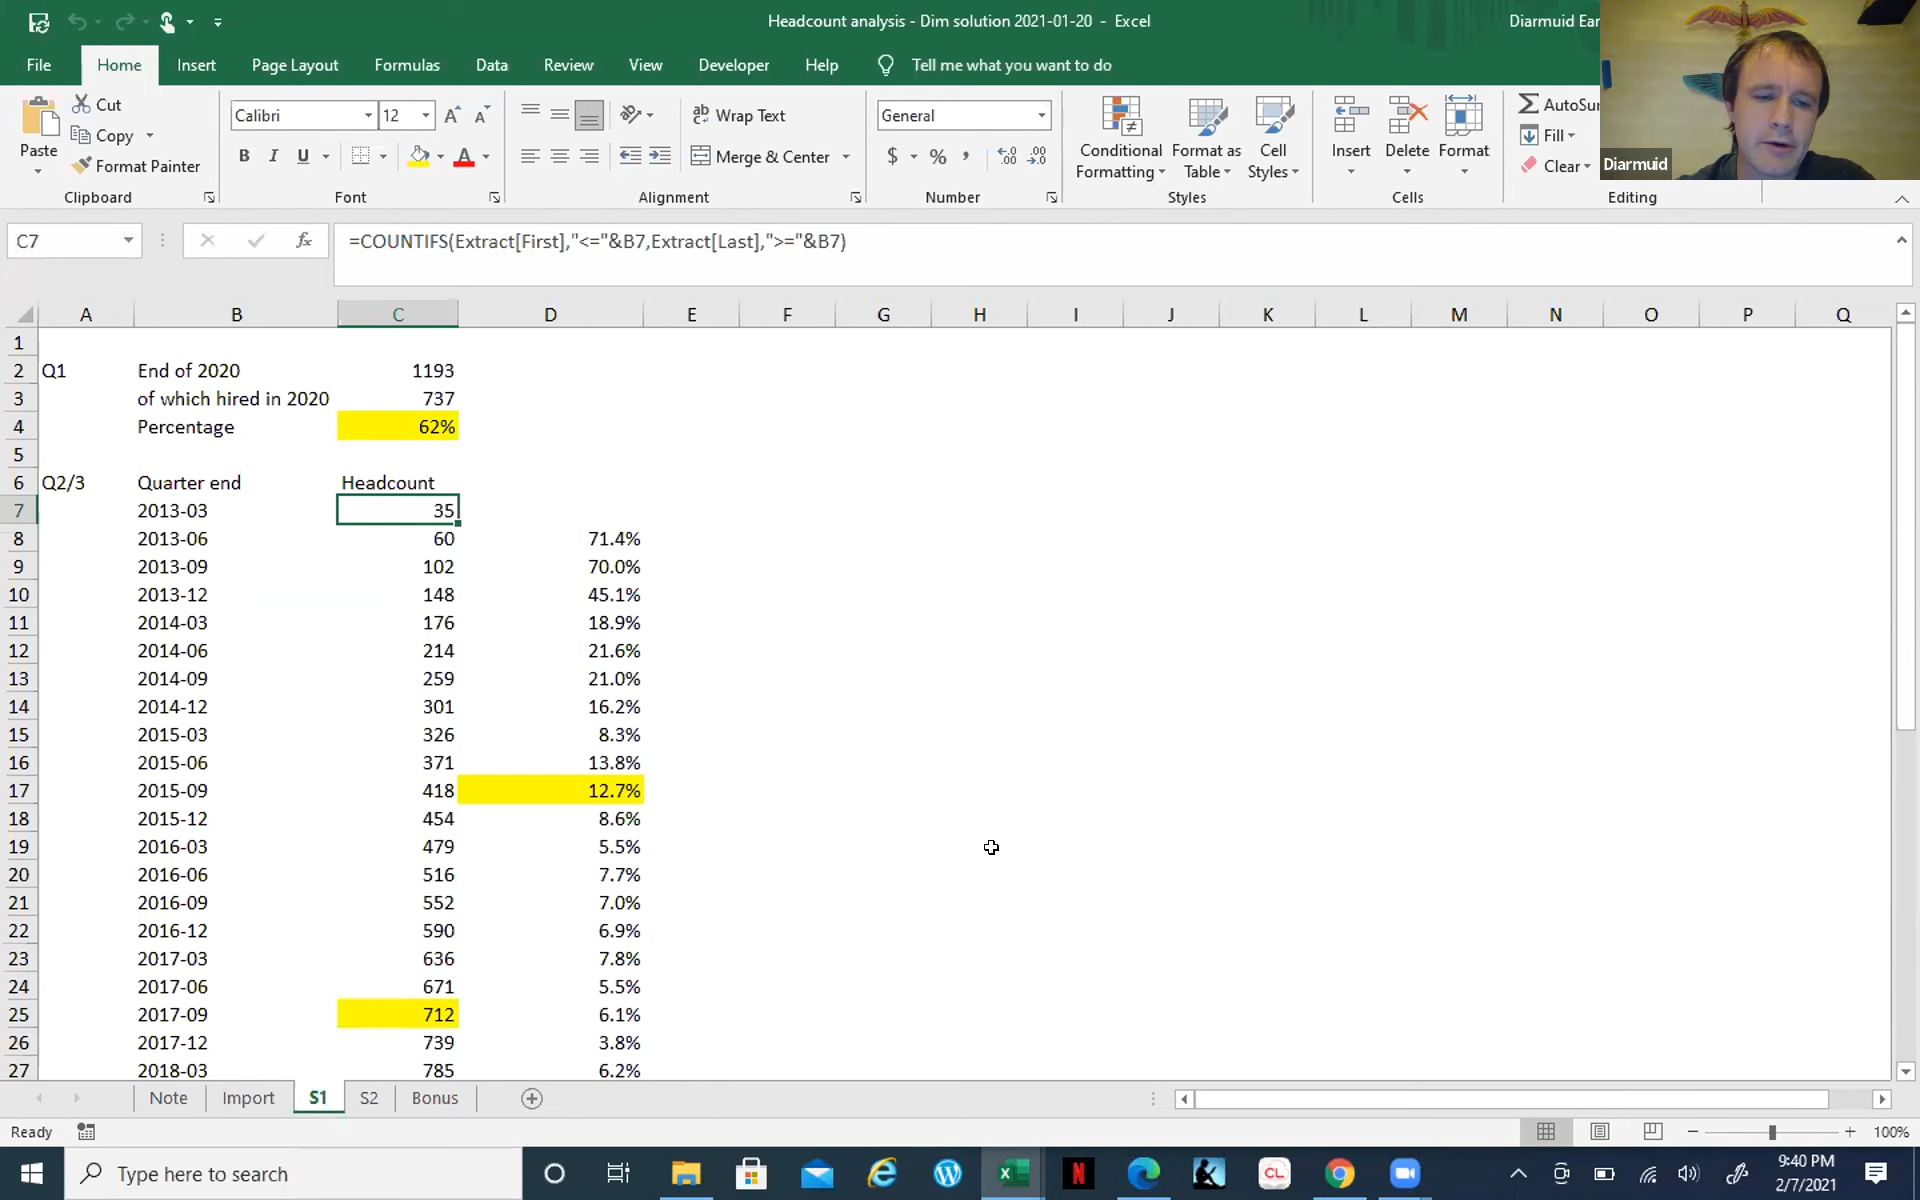 Headcount analysis - Dim solution 2021-01-20 - Excel
Diarmuid Ear
File Home Insert Page Layout Formulas Data Review View Developer Help Tell me what you want to do
Paste
Cut
Copy
Format Painter
Clipboard
Calibri 12
B I U
Font
Wrap Text
Merge & Center
Alignment
General
$ % ,
Number
Conditional Formatting
Format as Table
Cell Styles
Styles
Insert Delete Format
Cells
AutoSu
Fill
Clear
Editing
Diarmuid
C7 fx =COUNTIFS(Extract[First],"<="&B7,Extract[Last],">="&B7)
A B C D E F G H I J K L M N O P Q
1
2 Q1 End of 2020 1193
3 of which hired in 2020 737
4 Percentage 62%
5
6 Q2/3 Quarter end Headcount
7 2013-03 35
8 2013-06 60 71.4%
9 2013-09 102 70.0%
10 2013-12 148 45.1%
11 2014-03 176 18.9%
12 2014-06 214 21.6%
13 2014-09 259 21.0%
14 2014-12 301 16.2%
15 2015-03 326 8.3%
16 2015-06 371 13.8%
17 2015-09 418 12.7%
18 2015-12 454 8.6%
19 2016-03 479 5.5%
20 2016-06 516 7.7%
21 2016-09 552 7.0%
22 2016-12 590 6.9%
23 2017-03 636 7.8%
24 2017-06 671 5.5%
25 2017-09 712 6.1%
26 2017-12 739 3.8%
27 2018-03 785 6.2%
Note Import S1 S2 Bonus
Ready 100%
Type here to search
CL
9:40 PM
2/7/2021